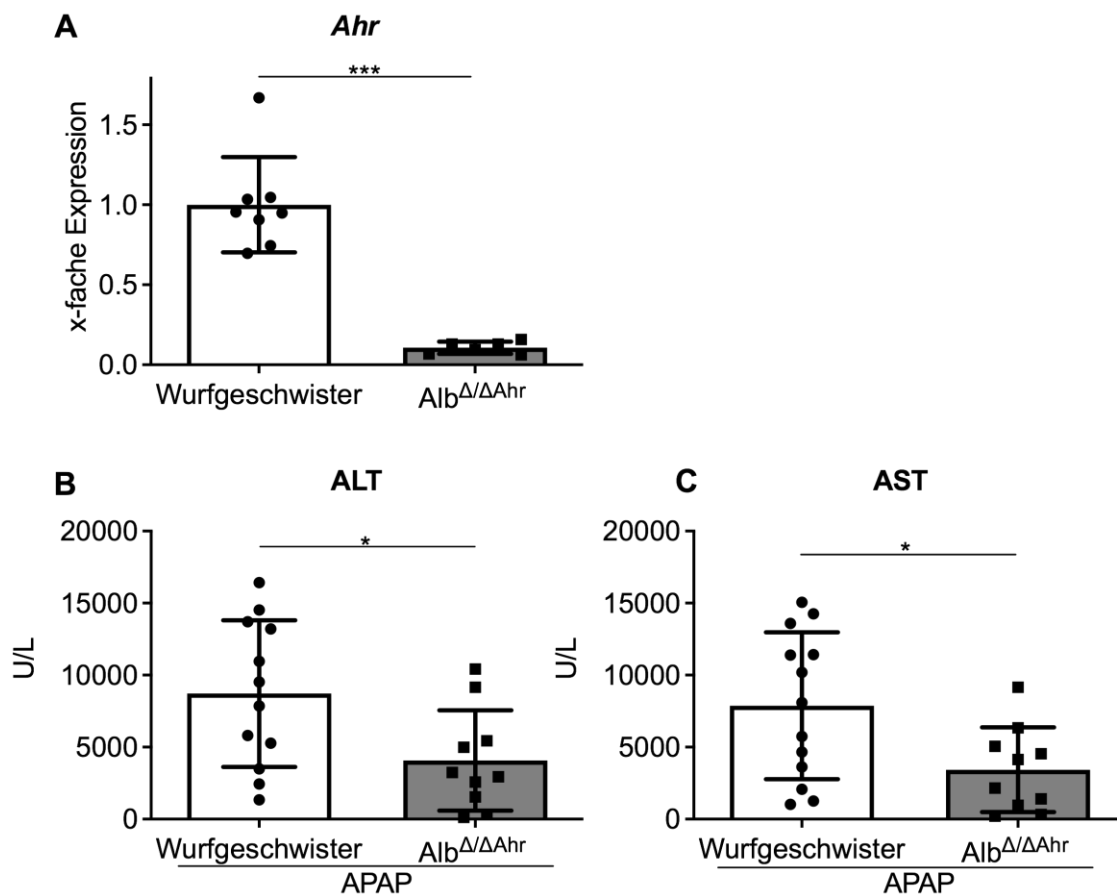 A
Ahr
***
x-fache Expression
1.5
1.0
0.5
0.0
Wurfgeschwister
Alb^Δ/ΔAhr
B
ALT
*
U/L
20000
15000
10000
5000
0
Wurfgeschwister
Alb^Δ/ΔAhr
APAP
C
AST
*
U/L
20000
15000
10000
5000
0
Wurfgeschwister
Alb^Δ/ΔAhr
APAP